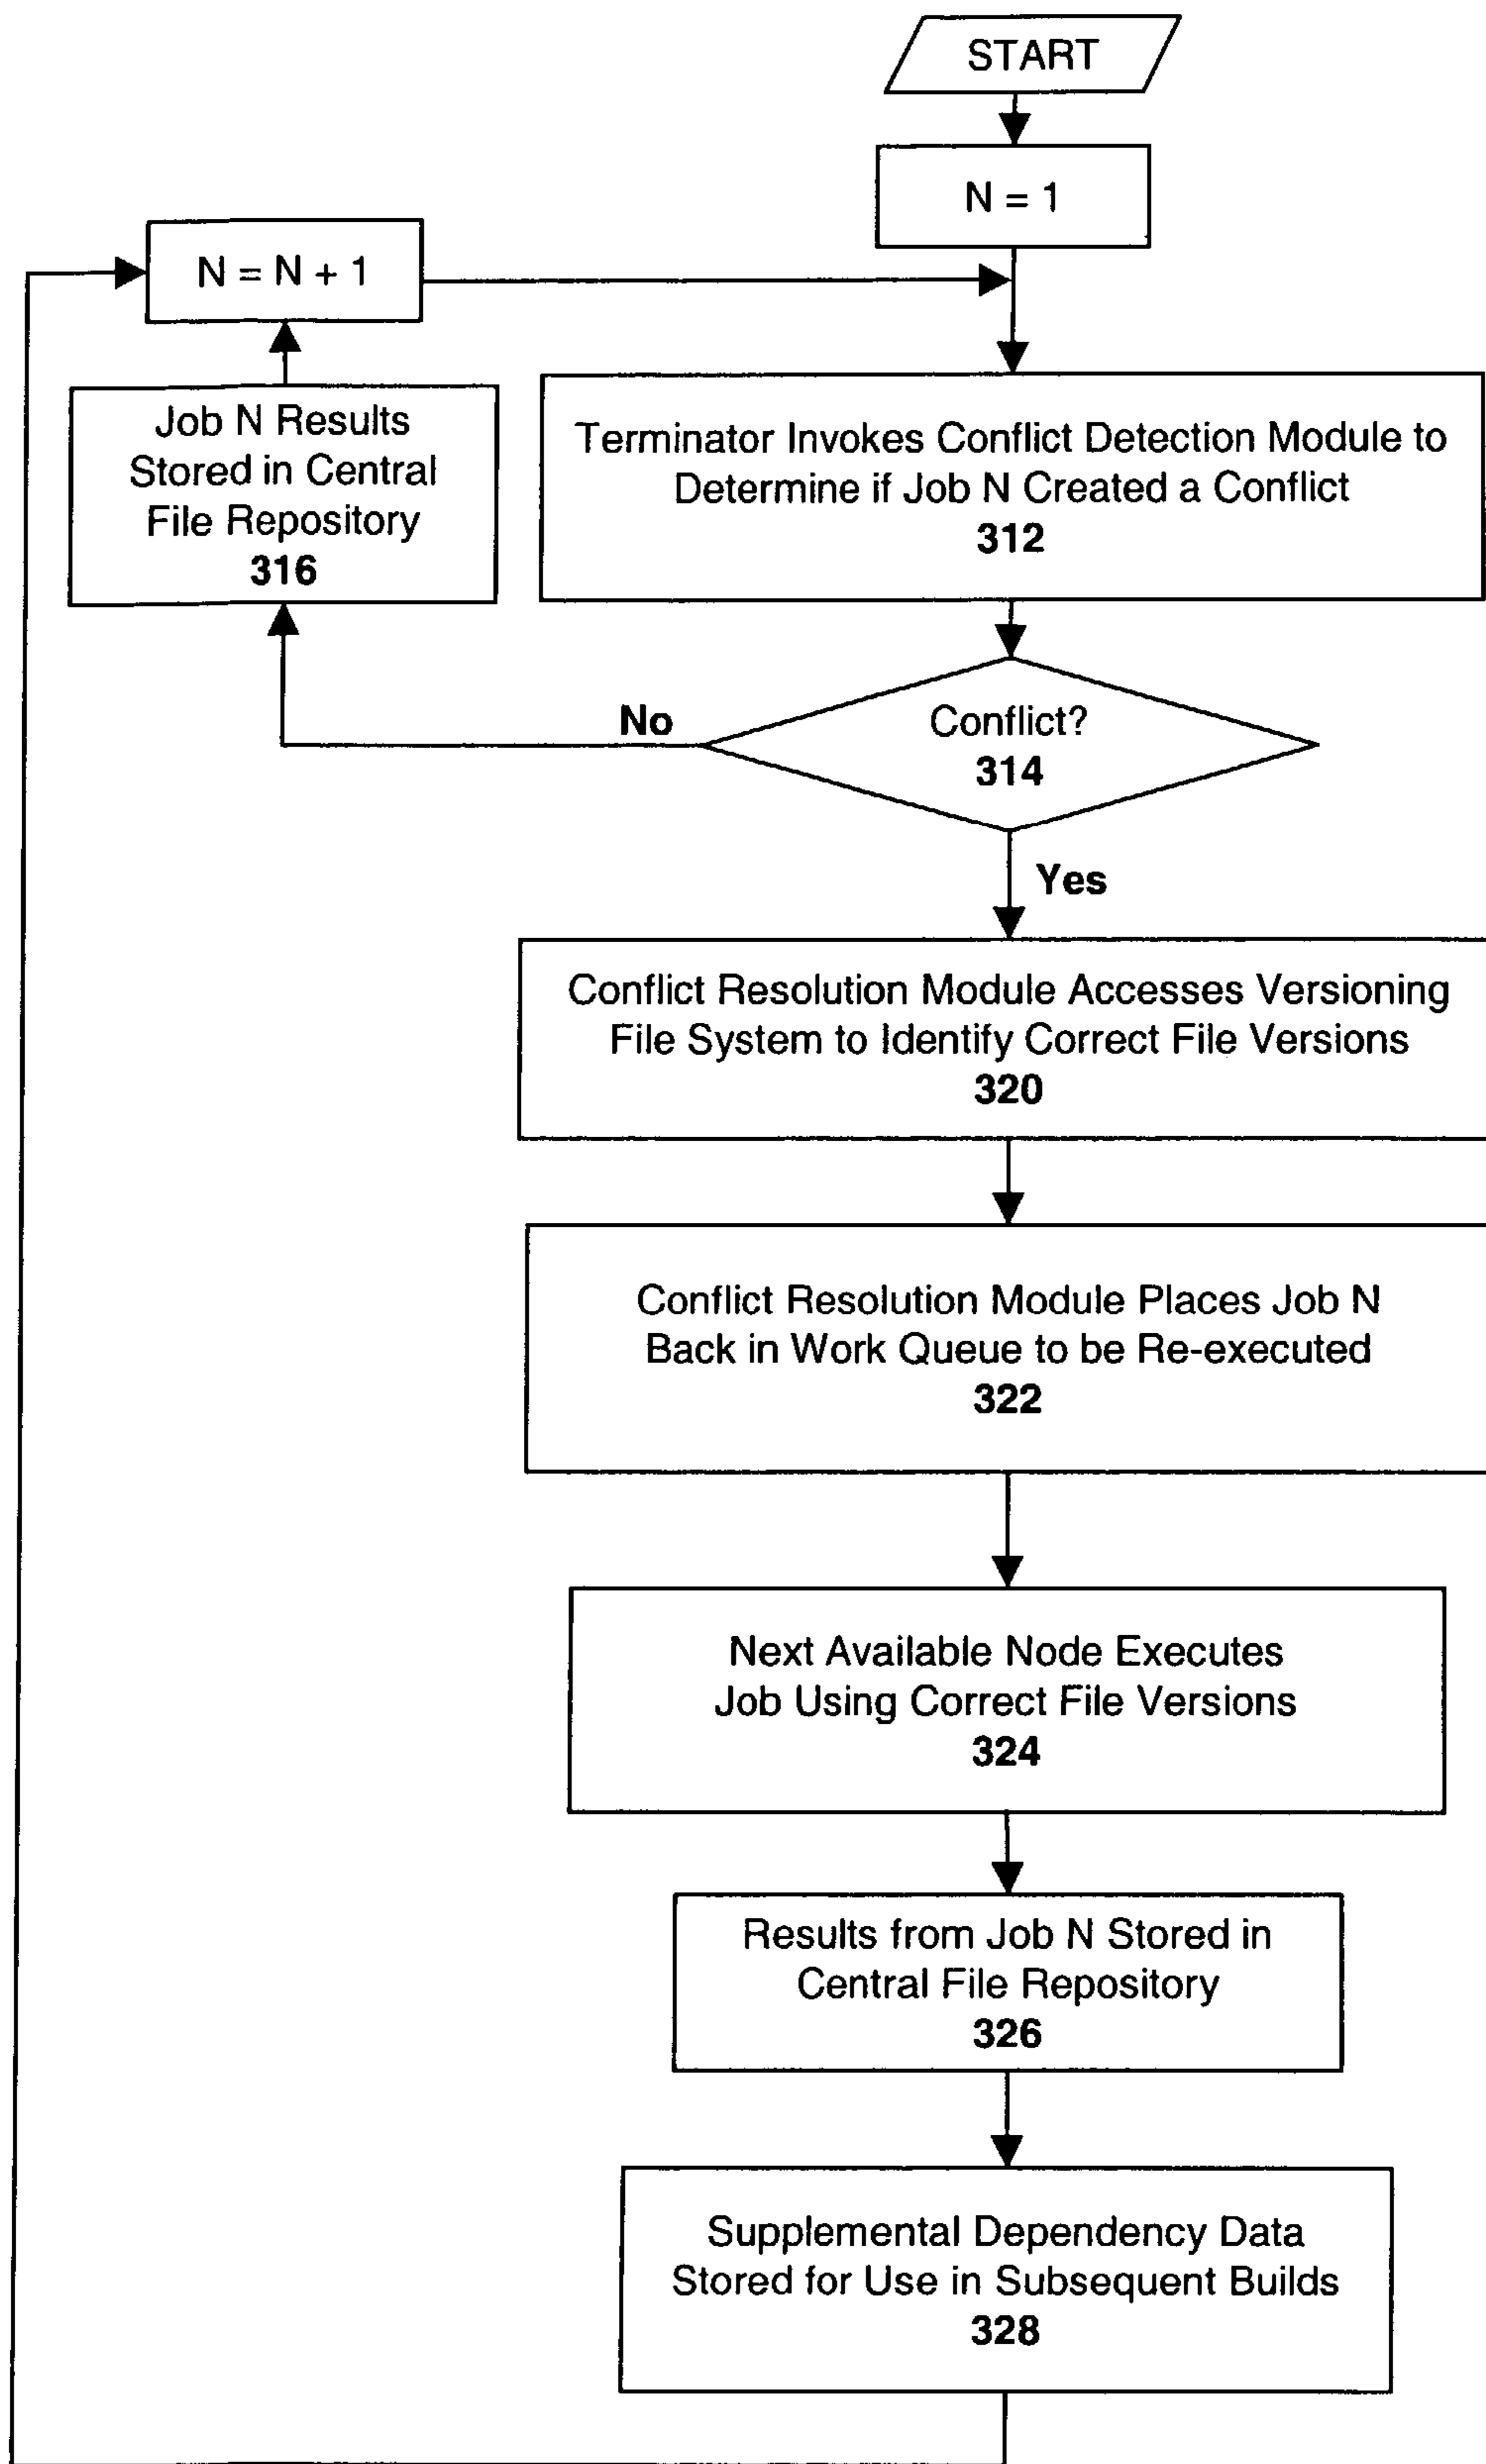 START
N = 1
N = N + 1
Job N Results
Stored in Central
File Repository
316
Terminator Invokes Conflict Detection Module to
Determine if Job N Created a Conflict
312
No
Conflict?
314
Yes
Conflict Resolution Module Accesses Versioning
File System to Identify Correct File Versions
320
Conflict Resolution Module Places Job N
Back in Work Queue to be Re-executed
322
Next Available Node Executes
Job Using Correct File Versions
324
Results from Job N Stored in
Central File Repository
326
Supplemental Dependency Data
Stored for Use in Subsequent Builds
328